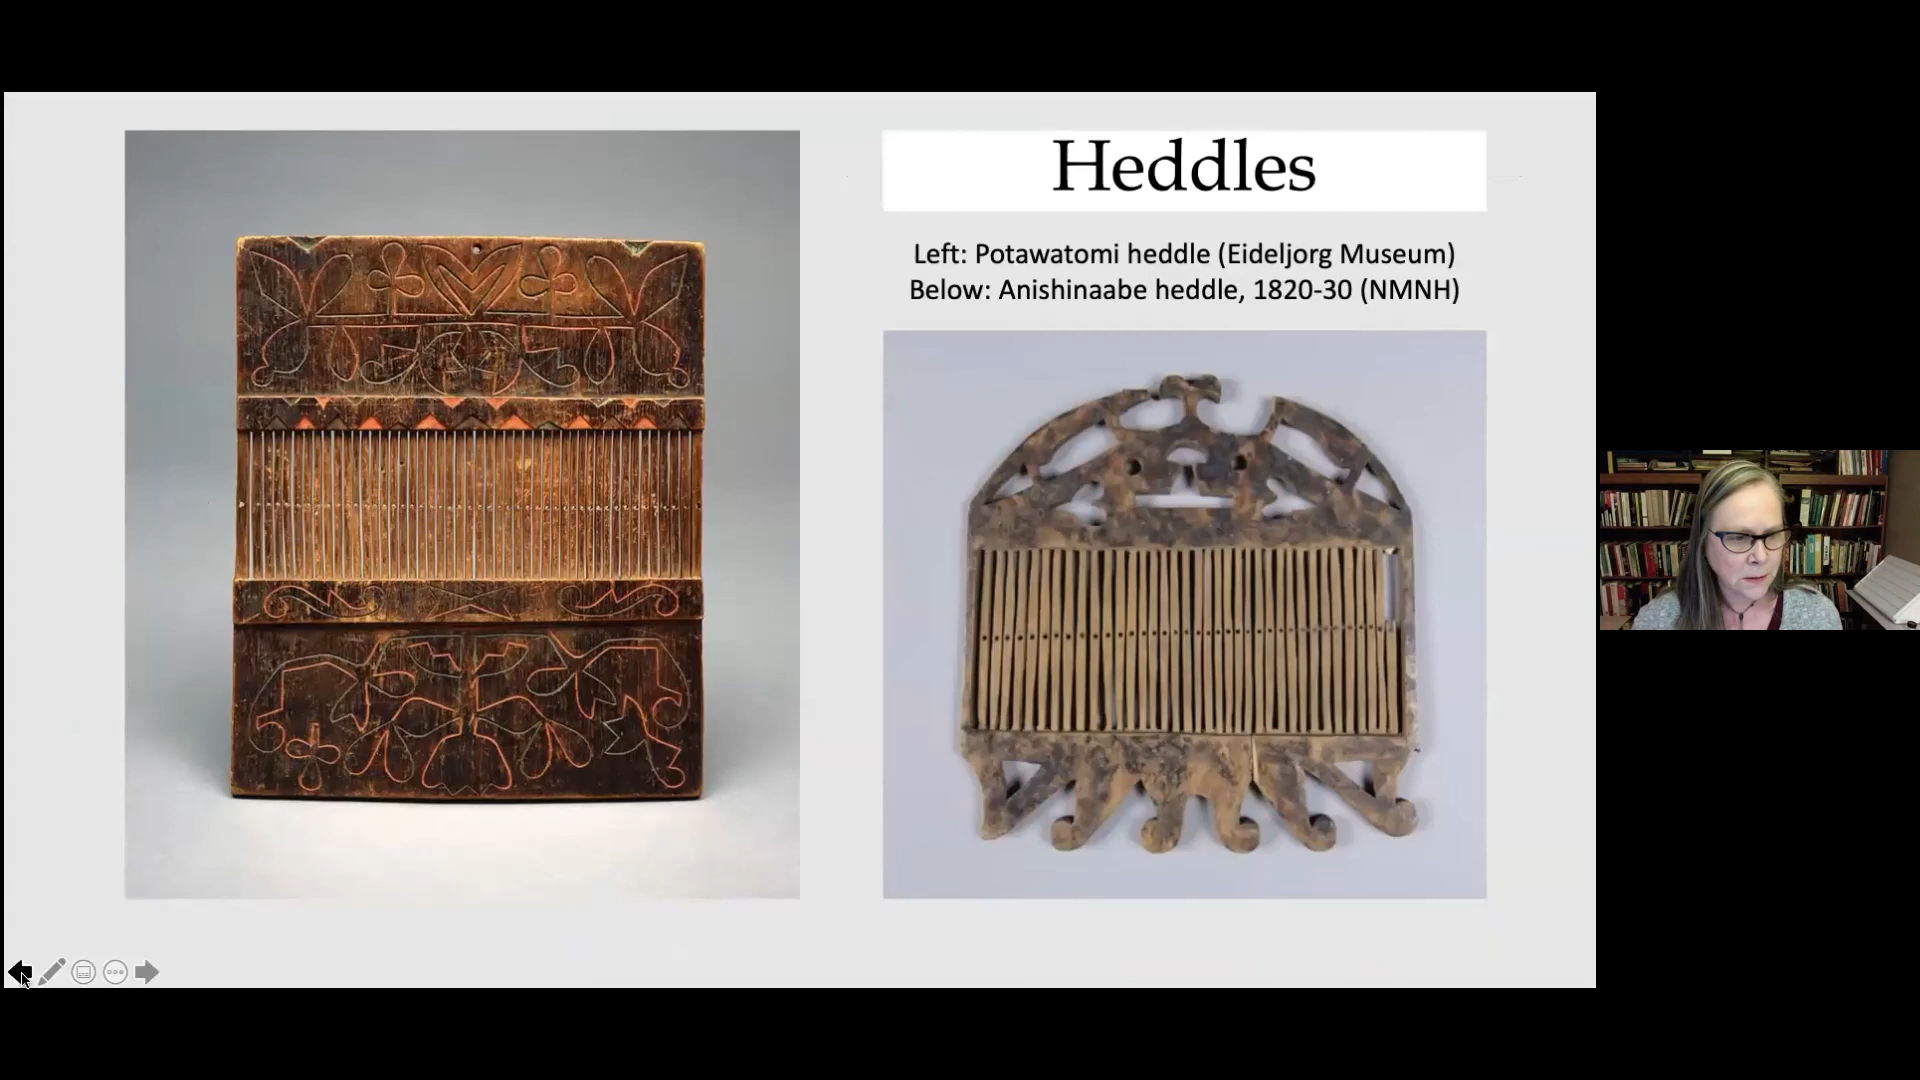 Heddles
Left: Potawatomi heddle (Eideljorg Museum)
Below: Anishinaabe heddle, 1820-30 (NMNH)